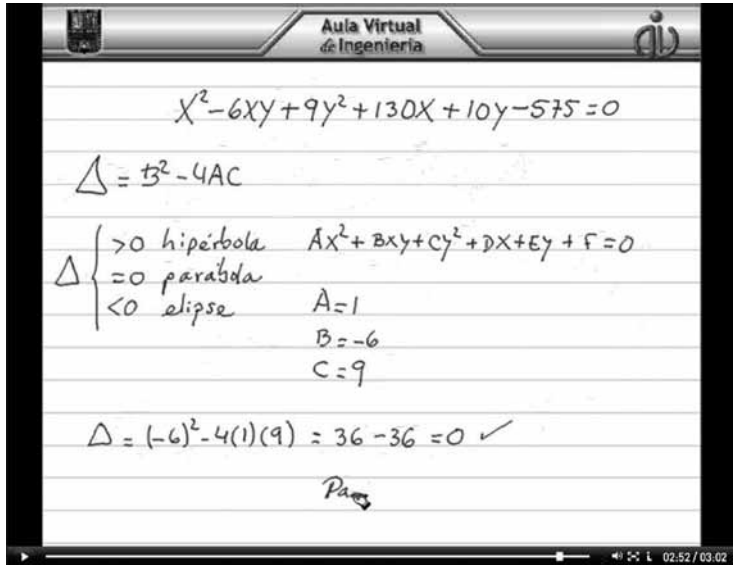 Aula Virtual
de Ingeniería
X²-6XY+9Y²+130X+10Y-575=0
Δ = B²-4AC
Δ { >0 hipérbola
=0 parábola
<0 elipse
AX²+BXY+CY²+DX+EY+F=0
A=1
B=-6
C=9
Δ = (-6)²-4(1)(9) = 36-36 =0 ✓
Pa
02:52/03:02